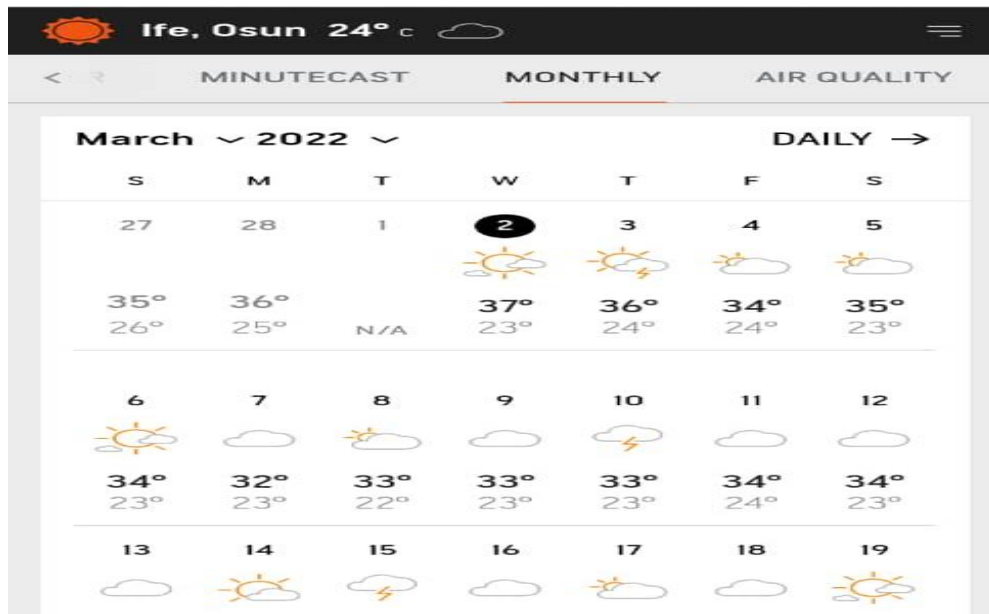 Ife, Osun 24° c
< R MINUTECAST MONTHLY AIR QUALITY
March 2022 DAILY →
S M T W T F S
27 28 1 2 3 4 5
35° 36° 37° 36° 34° 35°
26° 25° N/A 23° 24° 24° 23°
6 7 8 9 10 11 12
34° 32° 33° 33° 33° 34° 34°
23° 23° 22° 23° 23° 24° 23°
13 14 15 16 17 18 19